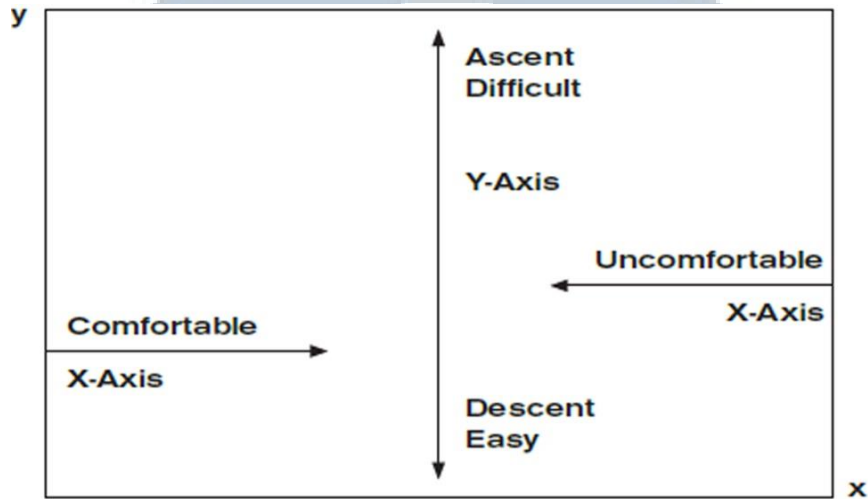 y
Ascent
Difficult
Y-Axis
Uncomfortable
X-Axis
Comfortable
X-Axis
Descent
Easy
x